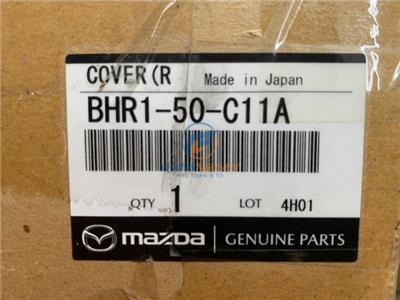 COVER(R Made in Japan
BHR1-50-C11A
QTY 1 LOT 4H01
mazda GENUINE PARTS